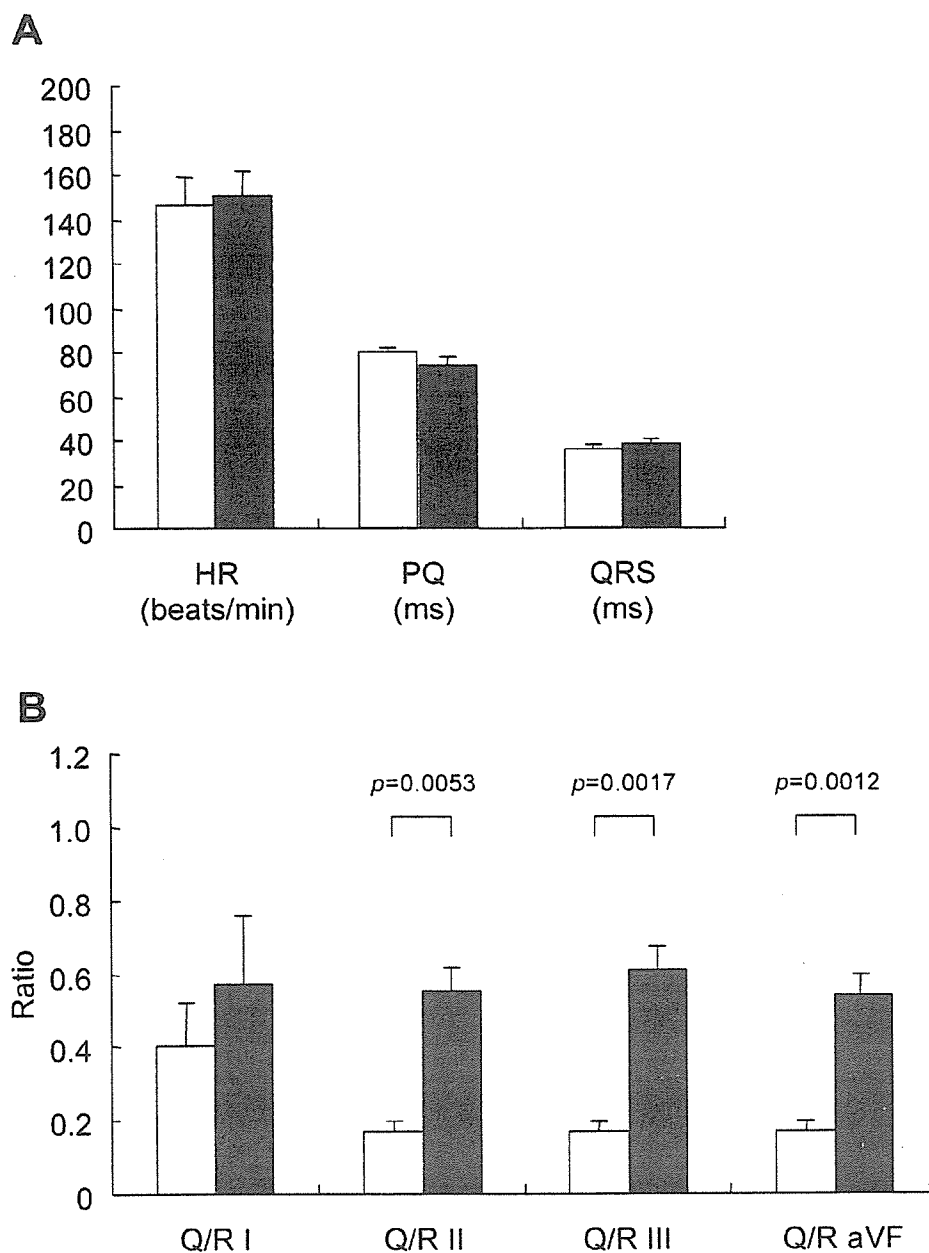 A
200
180
160
140
120
100
80
60
40
20
0
HR
(beats/min)
PQ
(ms)
QRS
(ms)
B
1.2
1.0
0.8
0.6
0.4
0.2
0
Ratio
p=0.0053
p=0.0017
p=0.0012
Q/R I
Q/R II
Q/R III
Q/R aVF